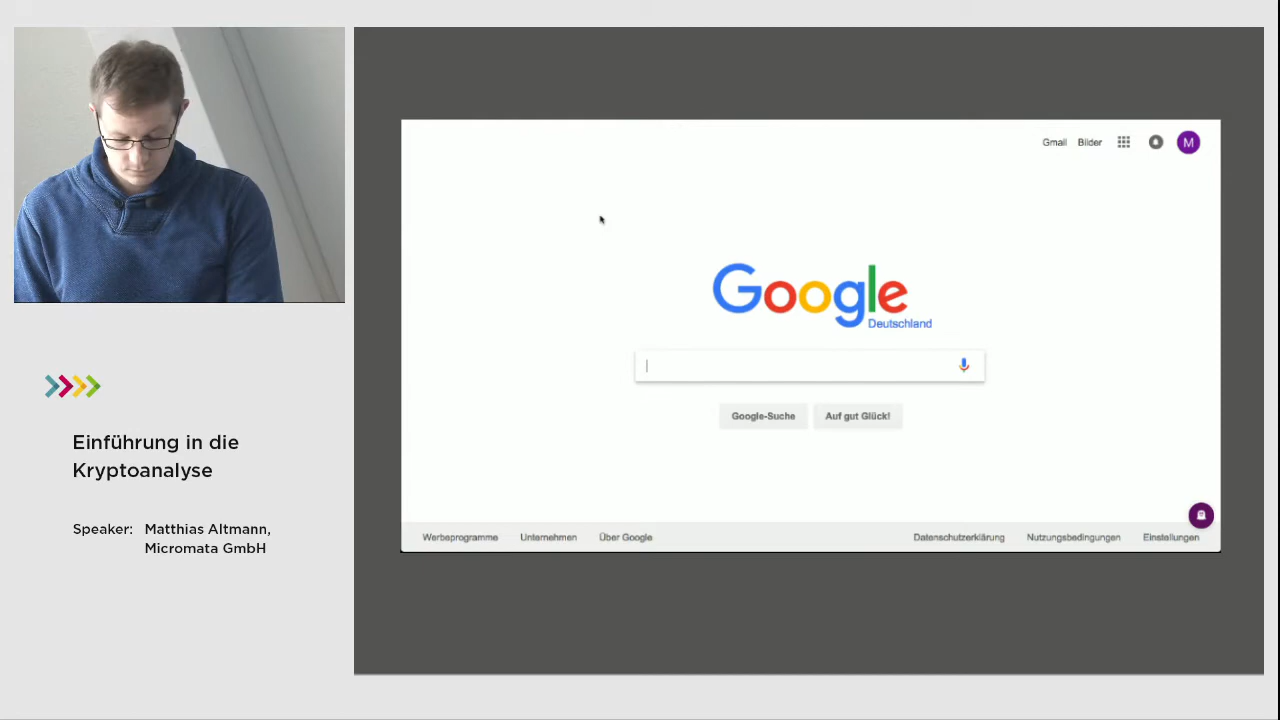 Gmail Bilder M
Google
Deutschland
Google-Suche Auf gut Glück!
Werbeprogramme Unternehmen Über Google Datenschutzerklärung Nutzungsbedingungen Einstellungen
Einführung in die
Kryptoanalyse
Speaker: Matthias Altmann,
Micromata GmbH